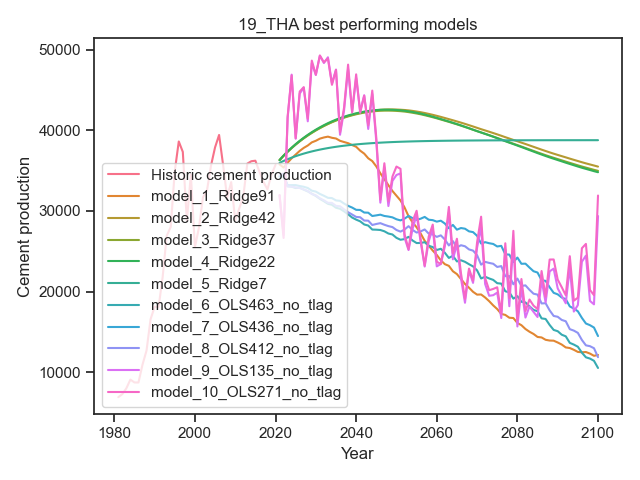 19_THA best performing models
Cement production
50000
40000
30000
20000
10000
Historic cement production
model_1_Ridge91
model_2_Ridge42
model_3_Ridge37
model_4_Ridge22
model_5_Ridge7
model_6_OLS463_no_tlag
model_7_OLS436_no_tlag
model_8_OLS412_no_tlag
model_9_OLS135_no_tlag
model_10_OLS271_no_tlag
1980 2000 2020 2040 2060 2080 2100
Year